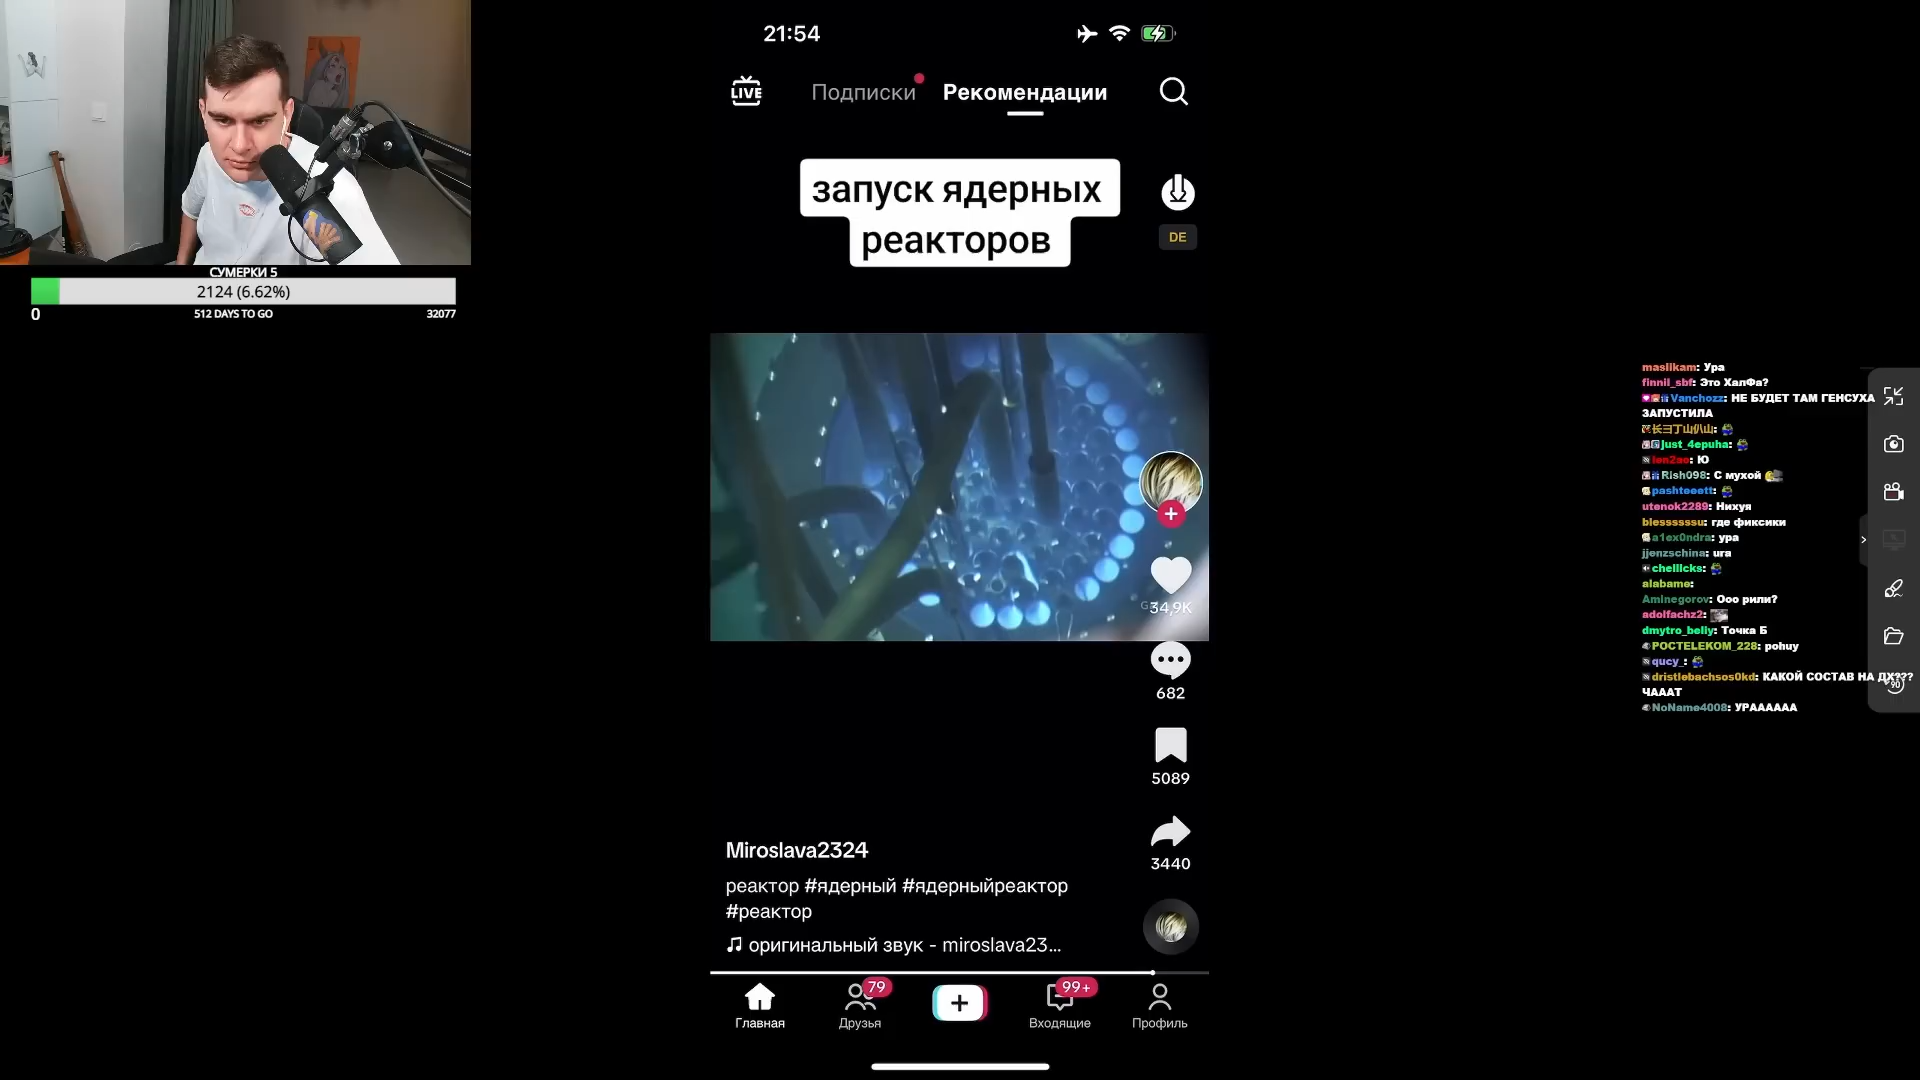 21:54
LIVE
Подписки
Рекомендации
запуск ядерных
реакторов
DE
СУМЕРКИ 5
2124 (6.62%)
0
512 DAYS TO GO
32077
34,9K
682
5089
3440
Miroslava2324
реактор #ядерный #ядерныйреактор
#реактор
оригинальный звук - miroslava23...
79
99+
Главная
Друзья
Входящие
Профиль
maslikam: Ура
finnil_sbf: Это ХалФа?
Vanchozz: НЕ БУДЕТ ТАМ ГЕНСУХА
ЗАПУСТИЛА
just_4epuha:
Ю
Rish098: С мухой
pashteeett:
utenok2289: Нихуя
blessssssu: где фиксики
a1ex0ndra: ура
jjenzschina: ura
chellicks:
alabame:
Aminegorov: Ооо рили?
adolfachz2:
dmytro_belly: Точка Б
POCTELEKOM_228: pohuy
qucy_:
dristlebachsos0kd: КАКОЙ СОСТАВ НА ДХ???
ЧАААТ
NoName4008: УРАААААА
90